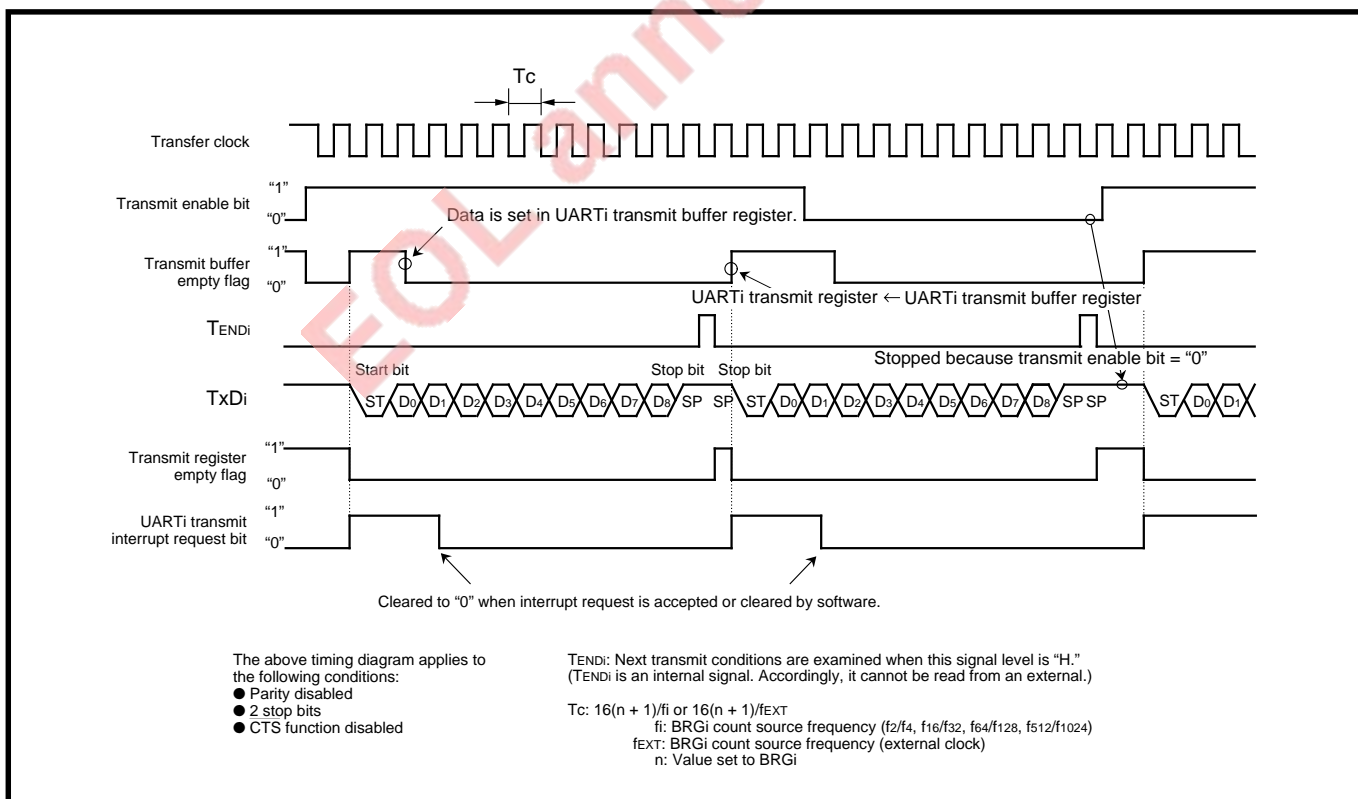 EOL anno
Tc
Transfer clock
Transmit enable bit
“1”
“0”
Data is set in UARTi transmit buffer register.
Transmit buffer
empty flag
“1”
“0”
UARTi transmit register ← UARTi transmit buffer register
TENDi
Stopped because transmit enable bit = “0”
Start bit
Stop bit
Stop bit
TxDi
ST D0 D1 D2 D3 D4 D5 D6 D7 D8 SP SP ST D0 D1 D2 D3 D4 D5 D6 D7 D8 SP SP ST D0 D1
Transmit register
empty flag
“1”
“0”
UARTi transmit
interrupt request bit
“1”
“0”
Cleared to “0” when interrupt request is accepted or cleared by software.
The above timing diagram applies to
the following conditions:
● Parity disabled
● 2 stop bits
● CTS function disabled
TENDi: Next transmit conditions are examined when this signal level is “H.”
(TENDi is an internal signal. Accordingly, it cannot be read from an external.)
Tc: 16(n + 1)/fi or 16(n + 1)/fEXT
fi: BRGi count source frequency (f2/f4, f16/f32, f64/f128, f512/f1024)
fEXT: BRGi count source frequency (external clock)
n: Value set to BRGi